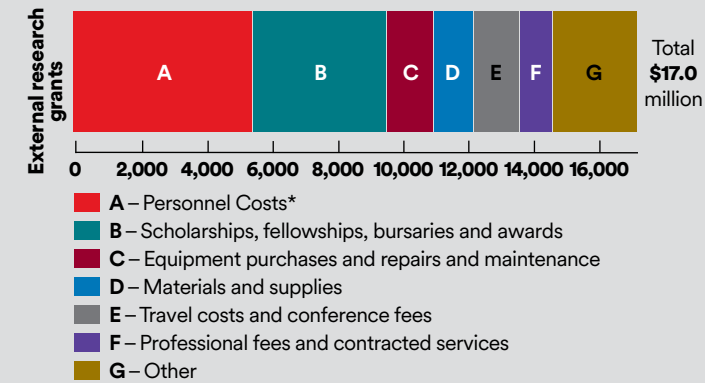 External research
grants
A B C D E F G
Total
$17.0
million
0 2,000 4,000 6,000 8,000 10,000 12,000 14,000 16,000
A – Personnel Costs*
B – Scholarships, fellowships, bursaries and awards
C – Equipment purchases and repairs and maintenance
D – Materials and supplies
E – Travel costs and conference fees
F – Professional fees and contracted services
G – Other